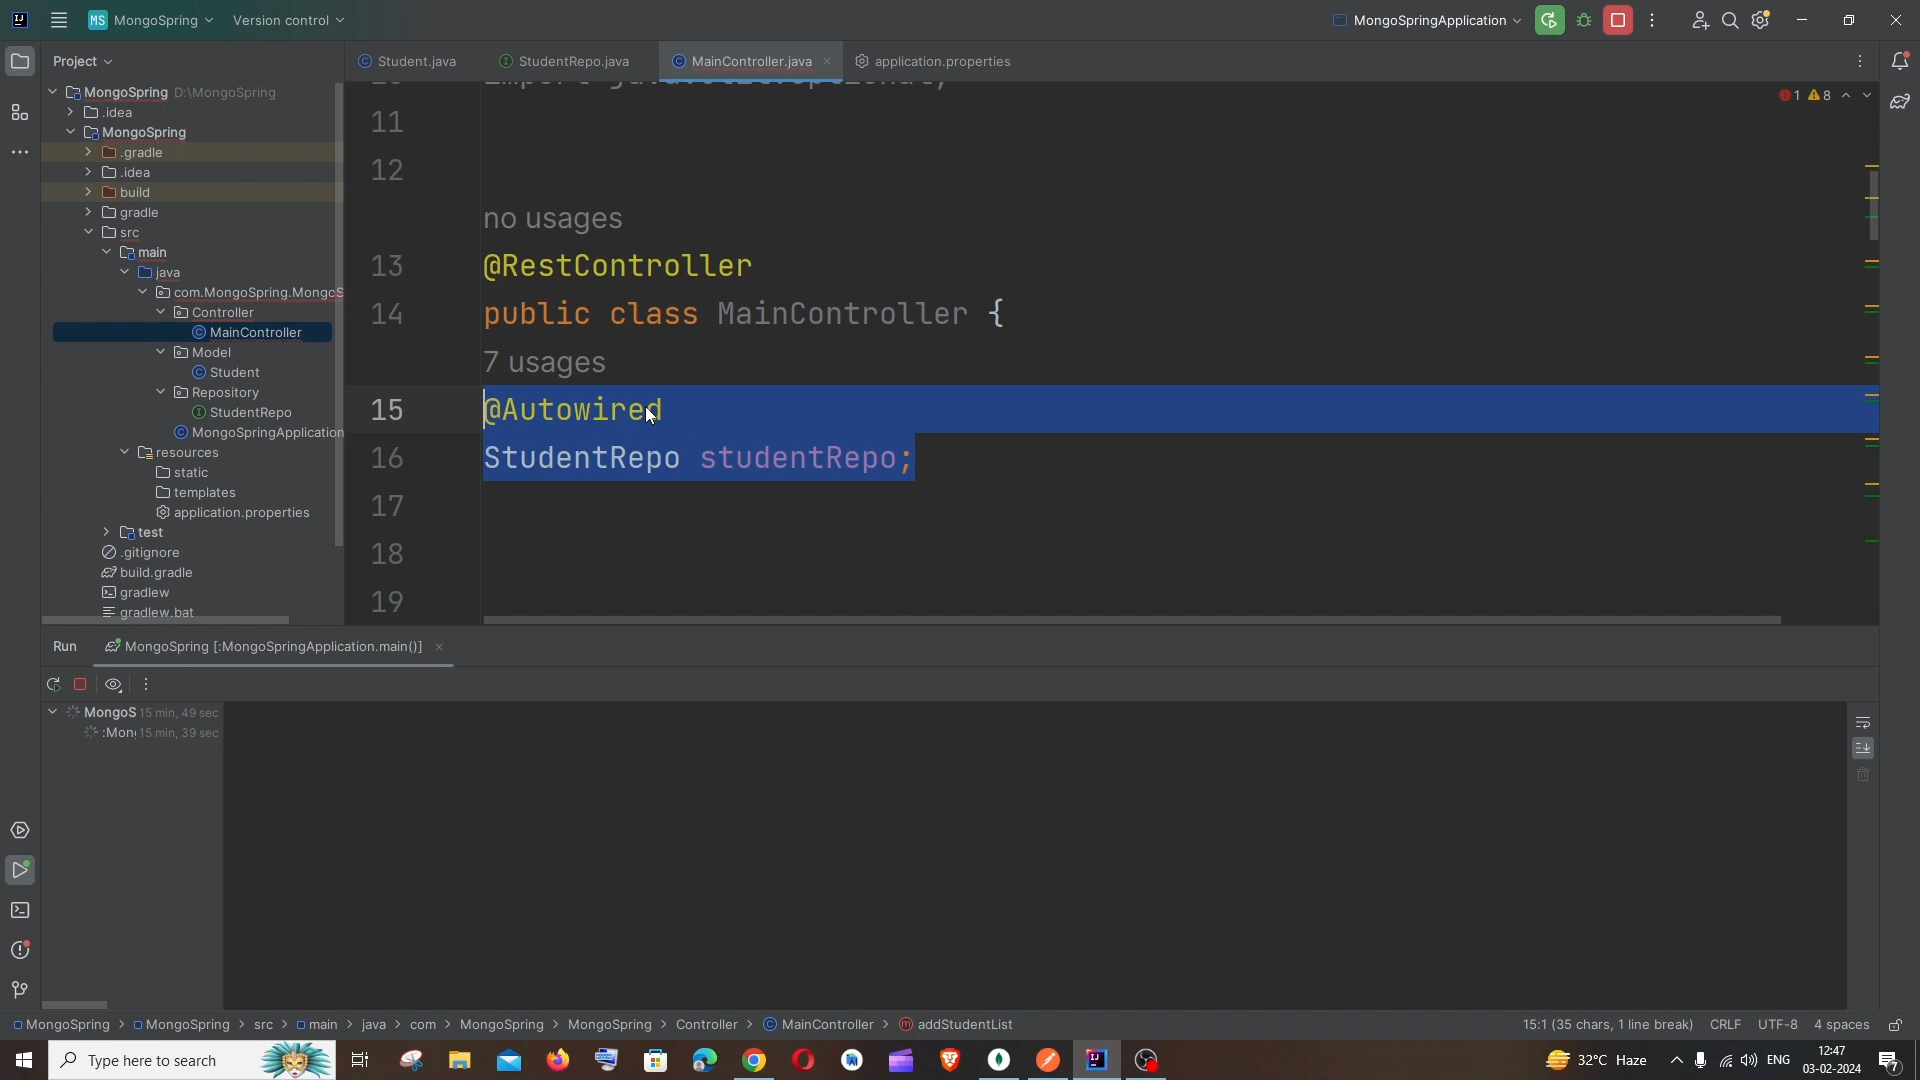 MS MongoSpring Version control MongoSpringApplication
Project Student.java StudentRepo.java MainController.java application.properties
MongoSpring D:\MongoSpring
.idea
MongoSpring
.gradle
.idea
build
gradle
src
main
java
com.MongoSpring.MongoS
Controller
MainController
Model
Student
Repository
StudentRepo
MongoSpringApplication
resources
static
templates
application.properties
test
.gitignore
build.gradle
gradlew
gradlew.bat
1 8
11
12
no usages
13 @RestController
14 public class MainController {
7 usages
15 @Autowired
16 StudentRepo studentRepo;
17
18
19
Run MongoSpring [:MongoSpringApplication.main()]
MongoS 15 min, 49 sec
:Mon 15 min, 39 sec
MongoSpring > MongoSpring > src > main > java > com > MongoSpring > MongoSpring > Controller > MainController > addStudentList 15:1 (35 chars, 1 line break) CRLF UTF-8 4 spaces
Type here to search 32°C Haze ENG 12:47
03-02-2024 7